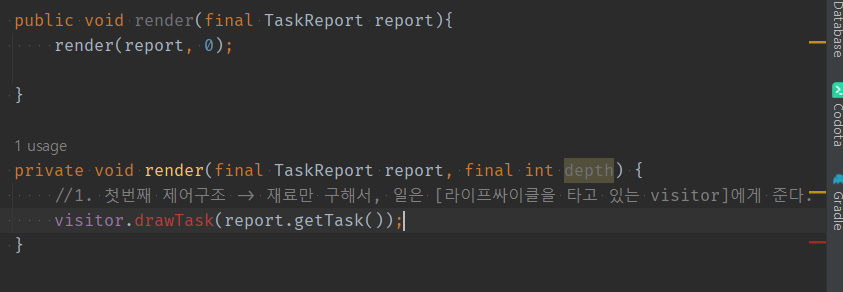 public void render(final TaskReport report){
render(report, 0);
}
1 usage
private void render(final TaskReport report, final int depth) {
//1. 첫번째 제어구조 -> 재료만 구해서, 일은 [라이프싸이클을 타고 있는 visitor]에게 준다.
visitor.drawTask(report.getTask());
}
Database
Codota
Gradle